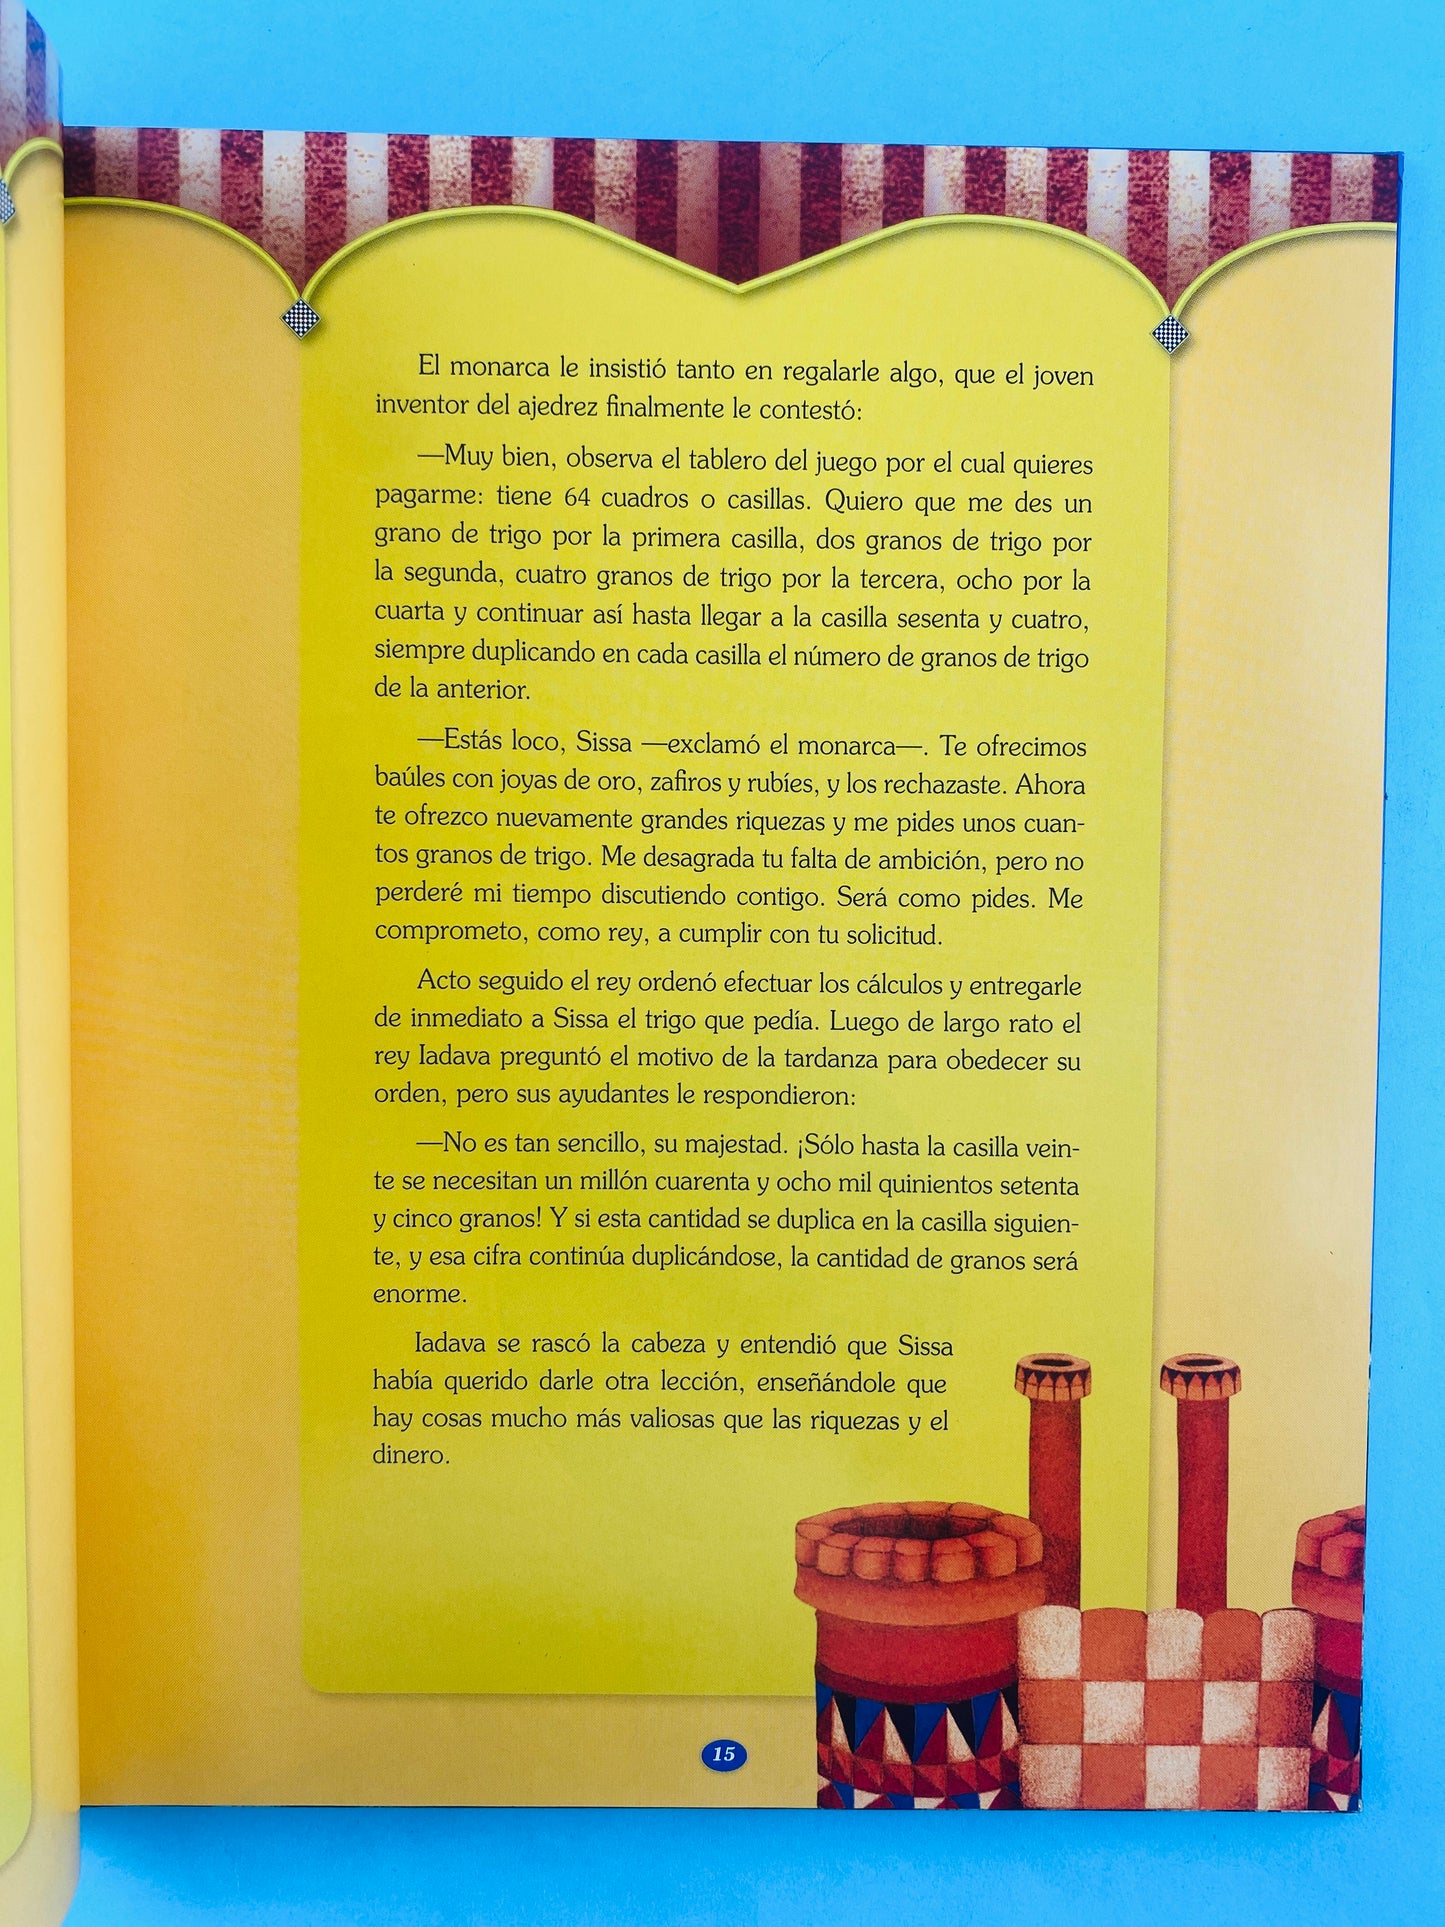 El monarca le insistió tanto en regalarle algo, que el joven
inventor del ajedrez finalmente le contestó:
—Muy bien, observa el tablero del juego por el cual quieres
pagarme: tiene 64 cuadros o casillas. Quiero que me des un
grano de trigo por la primera casilla, dos granos de trigo por
la segunda, cuatro granos de trigo por la tercera, ocho por la
cuarta y continuar así hasta llegar a la casilla sesenta y cuatro,
siempre duplicando en cada casilla el número de granos de trigo
de la anterior.
—Estás loco, Sissa —exclamó el monarca—. Te ofrecimos
baúles con joyas de oro, zafiros y rubíes, y los rechazaste. Ahora
te ofrezco nuevamente grandes riquezas y me pides unos cuan-
tos granos de trigo. Me desagrada tu falta de ambición, pero no
perderé mi tiempo discutiendo contigo. Será como pides. Me
comprometo, como rey, a cumplir con tu solicitud.
Acto seguido el rey ordenó efectuar los cálculos y entregarle
de inmediato a Sissa el trigo que pedía. Luego de largo rato el
rey Iadava preguntó el motivo de la tardanza para obedecer su
orden, pero sus ayudantes le respondieron:
—No es tan sencillo, su majestad. ¡Sólo hasta la casilla vein-
te se necesitan un millón cuarenta y ocho mil quinientos setenta
y cinco granos! Y si esta cantidad se duplica en la casilla siguien-
te, y esa cifra continúa duplicándose, la cantidad de granos será
enorme.
Iadava se rascó la cabeza y entendió que Sissa
había querido darle otra lección, enseñándole que
hay cosas mucho más valiosas que las riquezas y el
dinero.
15